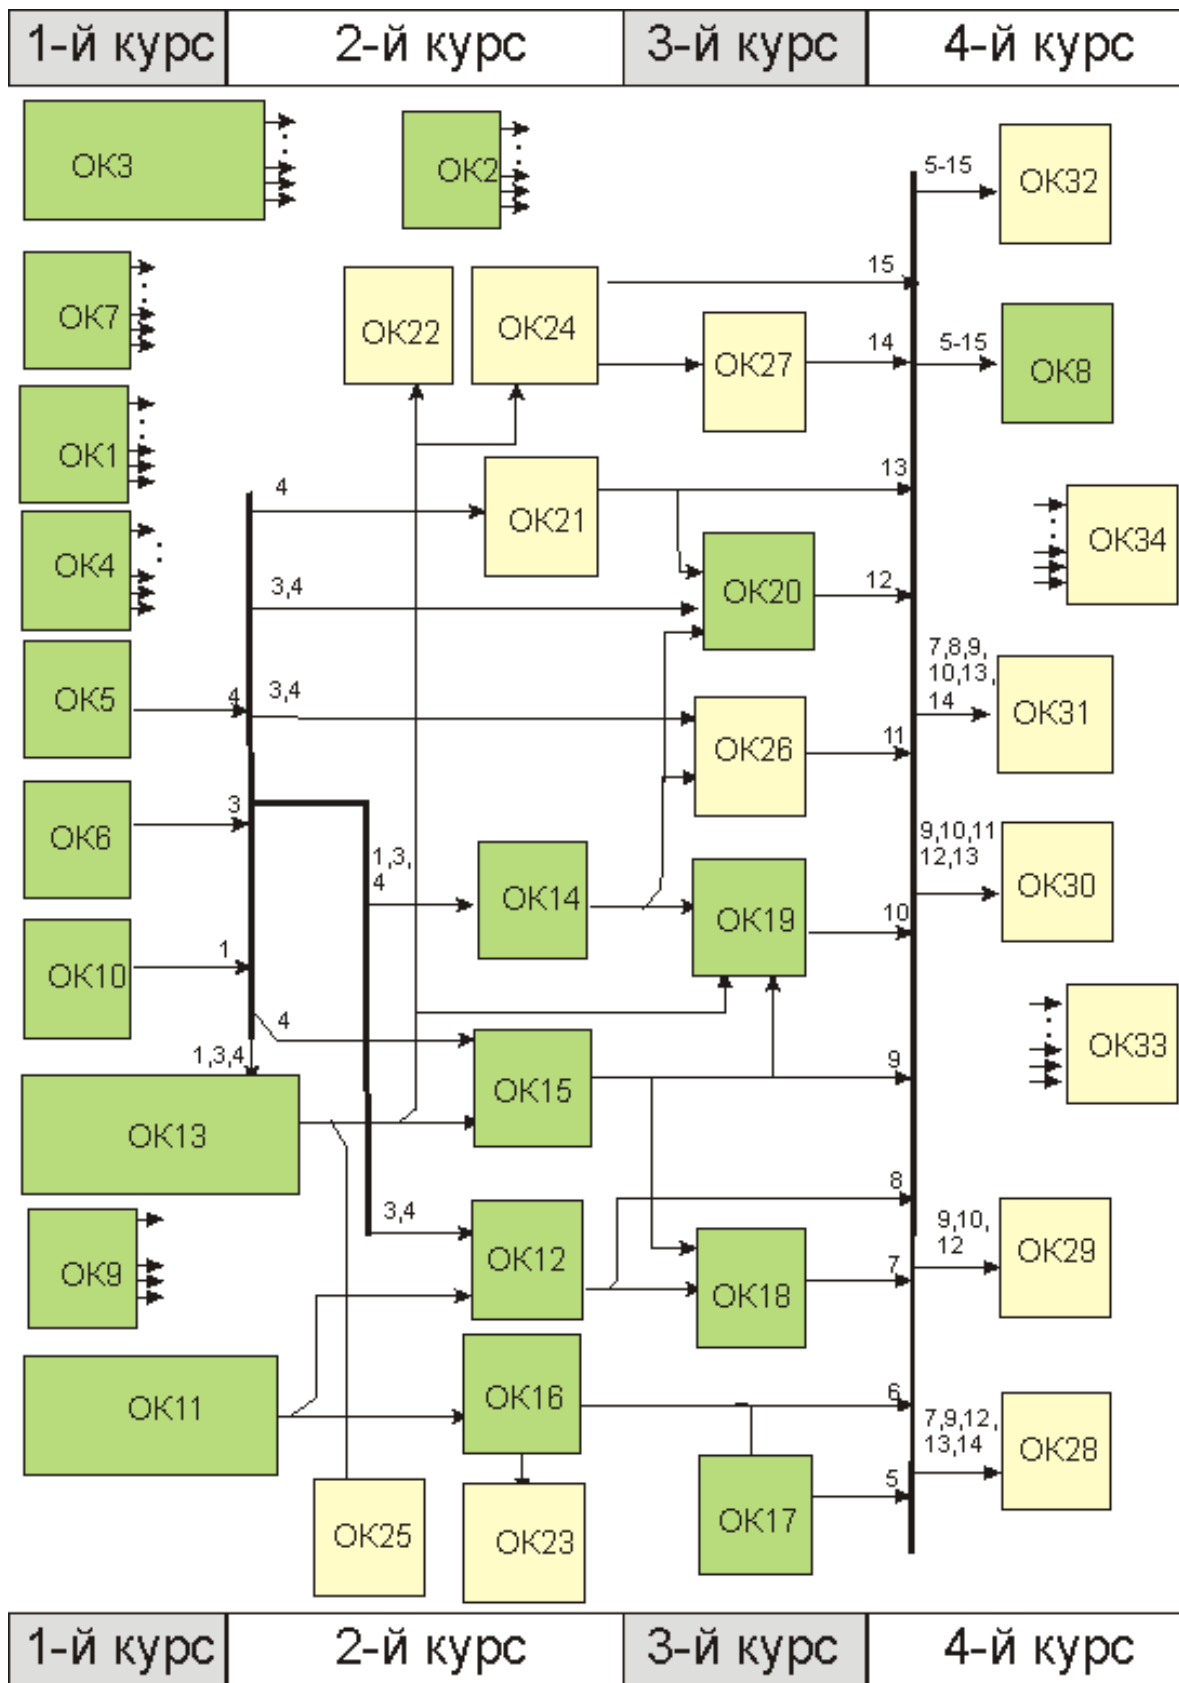 1-й курс 2-й курс 3-й курс 4-й курс
ОК3
ОК2
5-15
ОК32
ОК7
ОК22
ОК24
15
ОК27
14
5-15
ОК8
ОК1
4
ОК21
13
ОК34
ОК4
3,4
ОК20
12
ОК5
4
3,4
ОК26
11
7,8,9,
10,13,
14
ОК31
ОК6
3
1,3,
4
ОК14
ОК19
10
9,10,11
12,13
ОК30
ОК10
1
4
1,3,4
ОК15
9
ОК33
ОК13
3,4
ОК12
8
ОК18
7
9,10,
12
ОК29
ОК9
ОК11
ОК16
6
7,9,12,
13,14
ОК28
ОК25
ОК23
ОК17
5
1-й курс 2-й курс 3-й курс 4-й курс